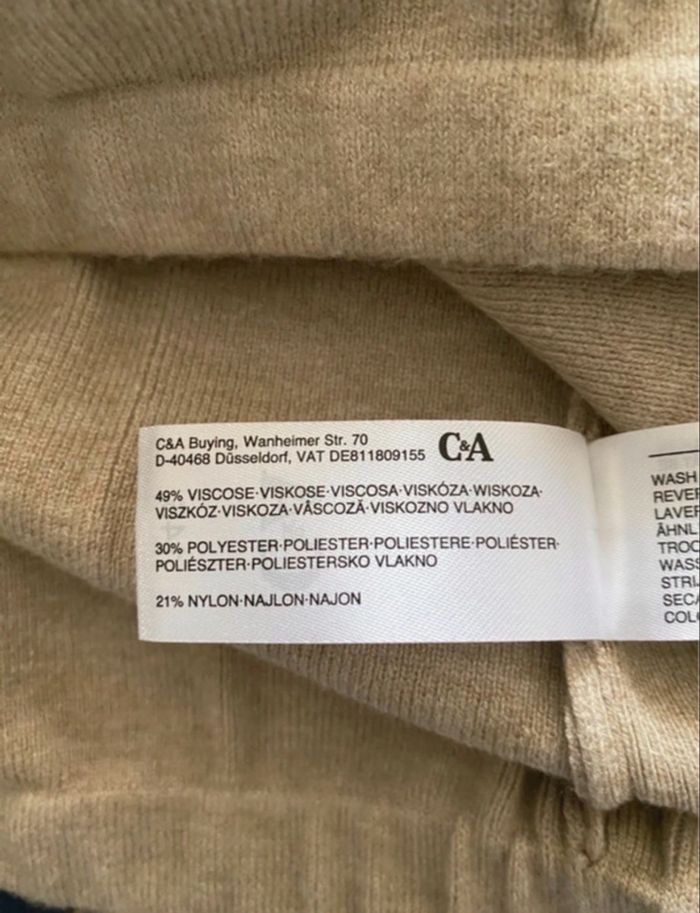 C&A Buying, Wanheimer Str. 70
D-40468 Düsseldorf, VAT DE811809155
C&A
49% VISCOSE·VISKOSE·VISCOSA·VISKÓZA·WISKOZA·
VISZKÓZ·VISKOZA·VÂSCOZĂ·VISKOZNO VLAKNO
30% POLYESTER·POLIESTER·POLIESTERE·POLIÉSTER·
POLIÉSZTER·POLIESTERSKO VLAKNO
21% NYLON·NAJLON·NAJON
WASH
REVER
LAVER
ÄHNL
TROC
WASS
STRIJ
SECA
COL